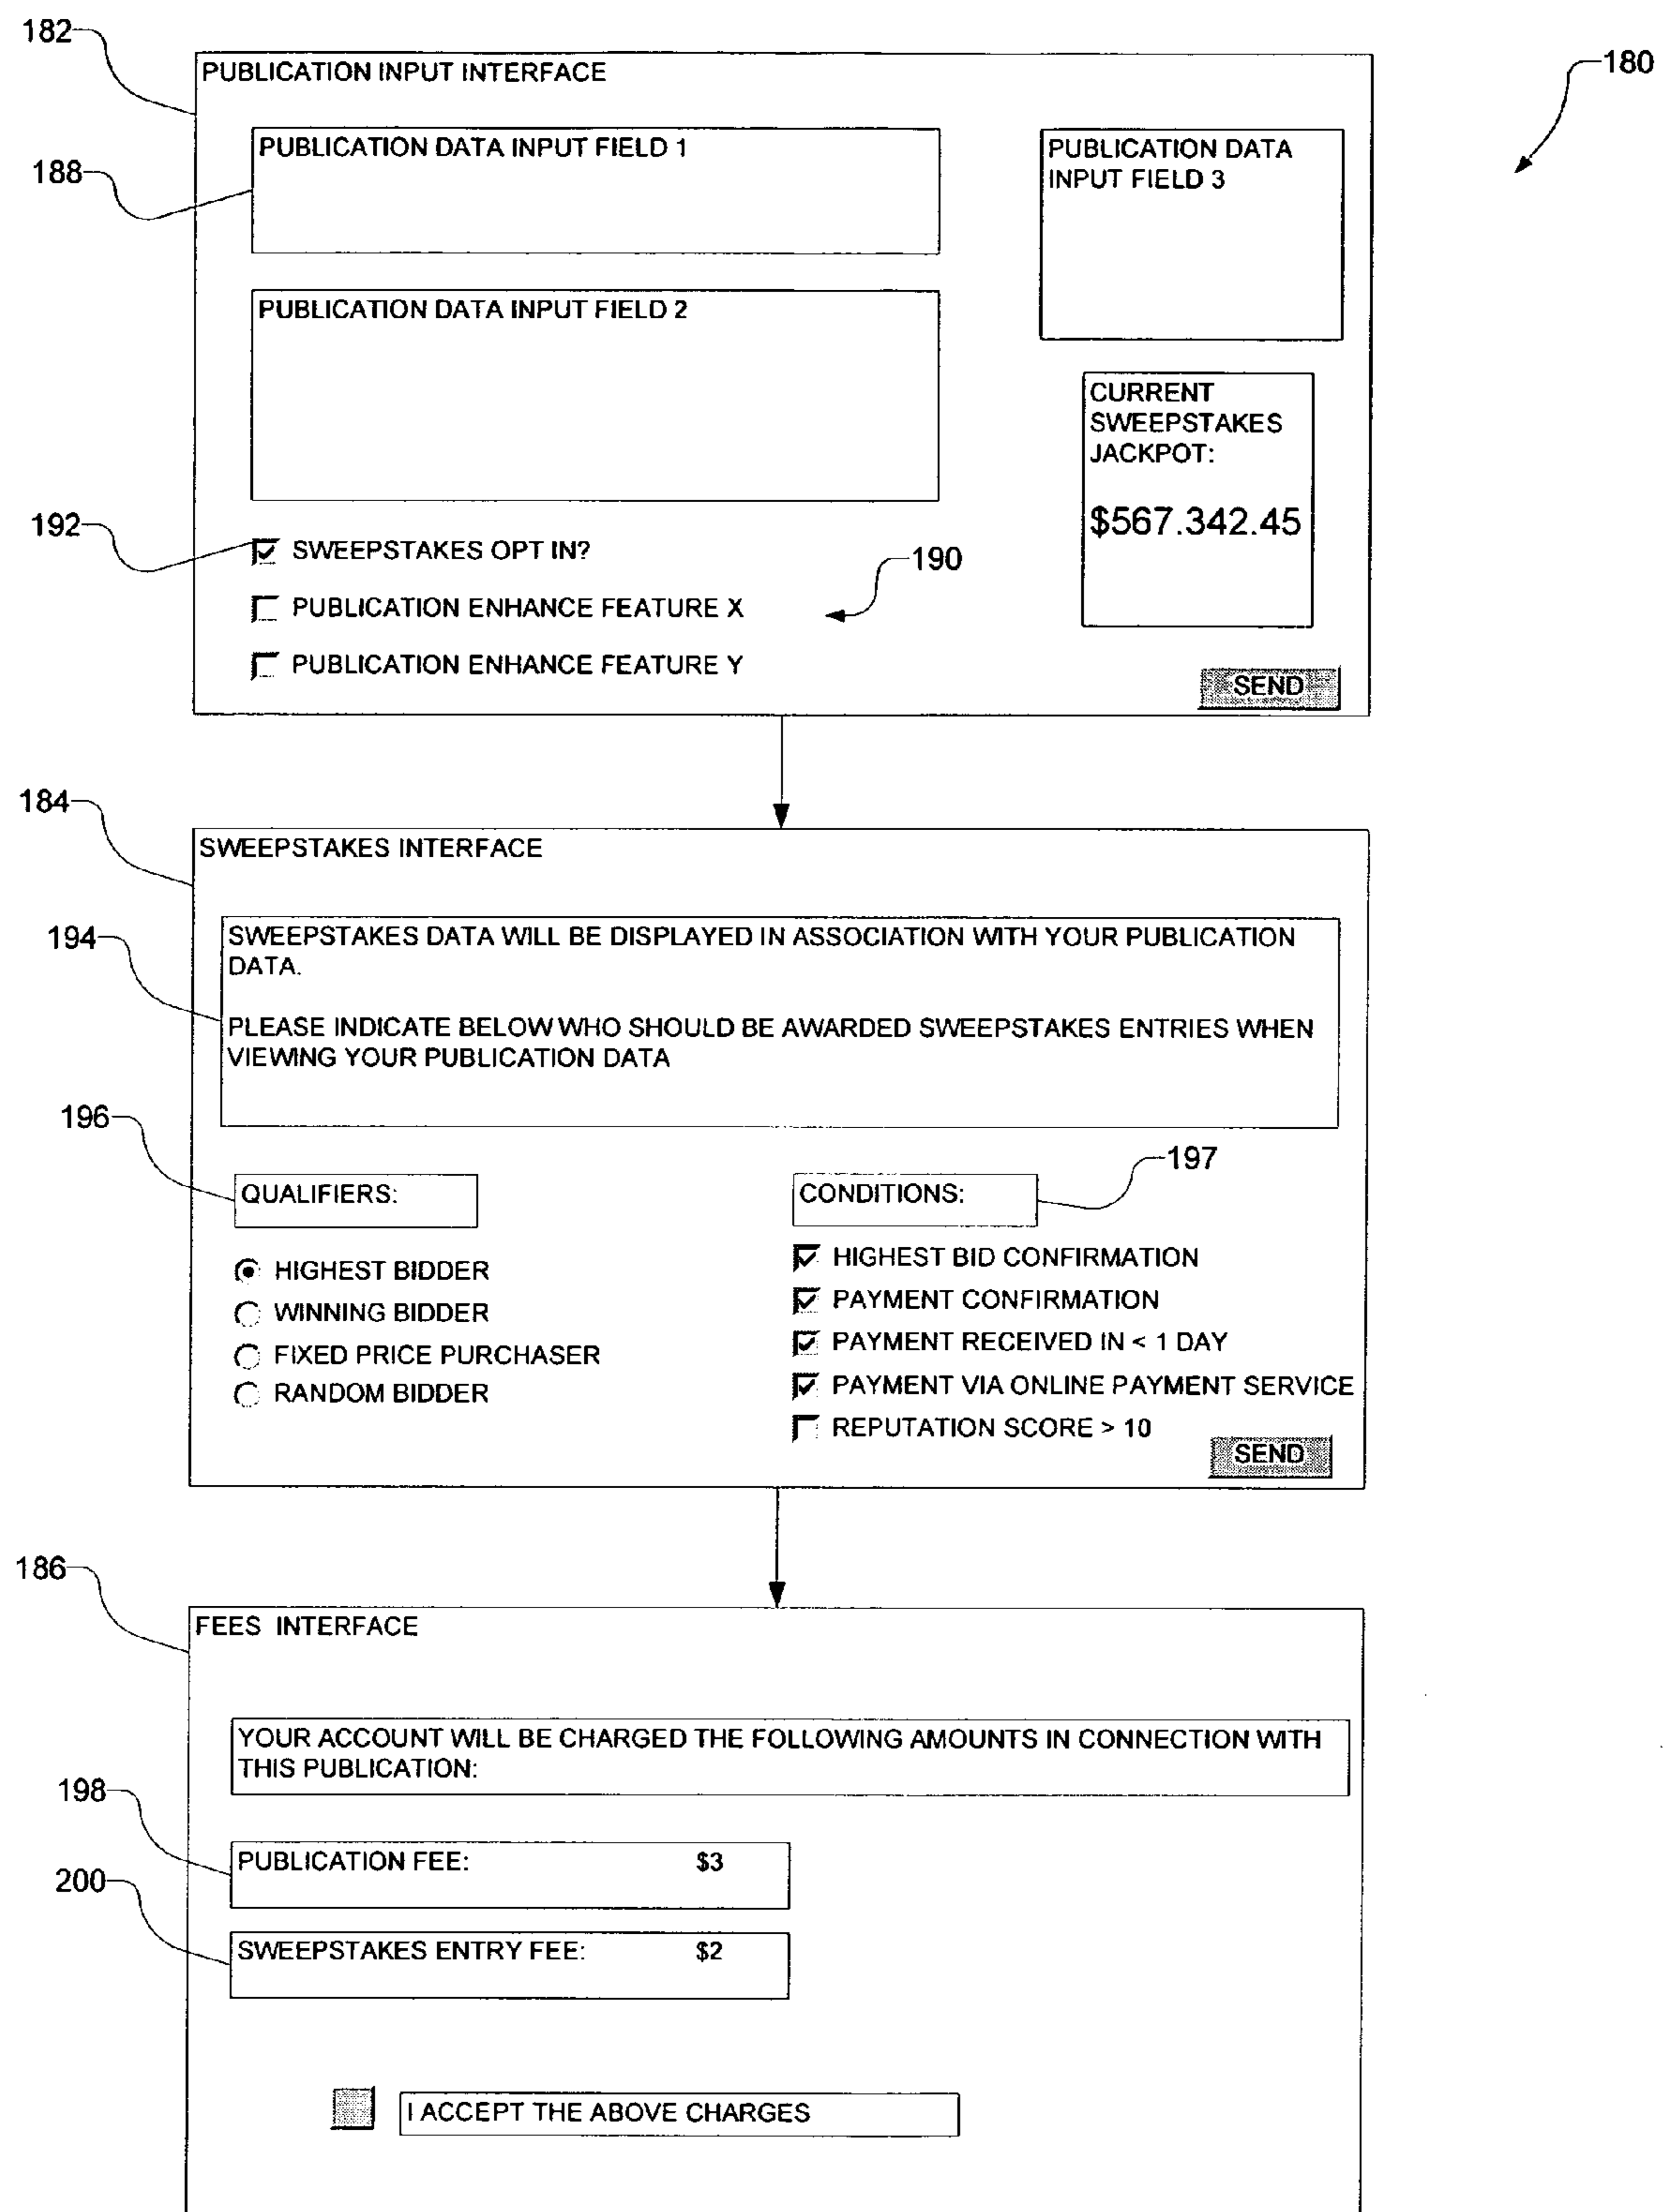 182
180
PUBLICATION INPUT INTERFACE
188
PUBLICATION DATA INPUT FIELD 1
PUBLICATION DATA
INPUT FIELD 3
PUBLICATION DATA INPUT FIELD 2
CURRENT
SWEEPSTAKES
JACKPOT:
$567.342.45
192
SWEEPSTAKES OPT IN?
190
PUBLICATION ENHANCE FEATURE X
PUBLICATION ENHANCE FEATURE Y
SEND
184
SWEEPSTAKES INTERFACE
194
SWEEPSTAKES DATA WILL BE DISPLAYED IN ASSOCIATION WITH YOUR PUBLICATION
DATA.
PLEASE INDICATE BELOW WHO SHOULD BE AWARDED SWEEPSTAKES ENTRIES WHEN
VIEWING YOUR PUBLICATION DATA
196
197
QUALIFIERS:
HIGHEST BIDDER
WINNING BIDDER
FIXED PRICE PURCHASER
RANDOM BIDDER
CONDITIONS:
HIGHEST BID CONFIRMATION
PAYMENT CONFIRMATION
PAYMENT RECEIVED IN < 1 DAY
PAYMENT VIA ONLINE PAYMENT SERVICE
REPUTATION SCORE > 10
SEND
186
FEES INTERFACE
YOUR ACCOUNT WILL BE CHARGED THE FOLLOWING AMOUNTS IN CONNECTION WITH
THIS PUBLICATION:
198
PUBLICATION FEE: $3
200
SWEEPSTAKES ENTRY FEE: $2
I ACCEPT THE ABOVE CHARGES